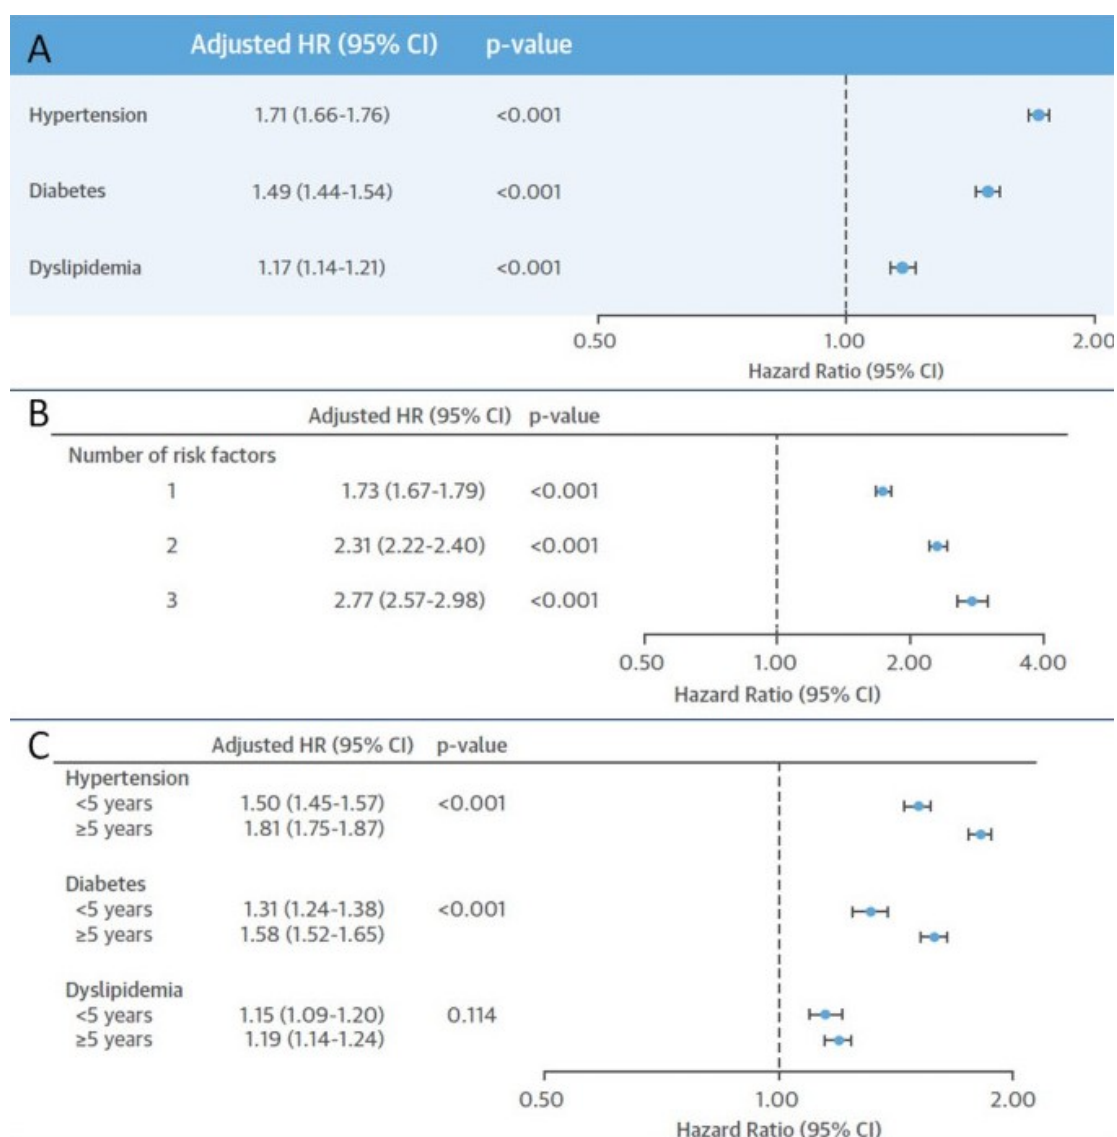 A Adjusted HR (95% CI) p-value
Hypertension 1.71 (1.66-1.76) <0.001
Diabetes 1.49 (1.44-1.54) <0.001
Dyslipidemia 1.17 (1.14-1.21) <0.001
0.50 1.00 2.00
Hazard Ratio (95% CI)
B Adjusted HR (95% CI) p-value
Number of risk factors
1 1.73 (1.67-1.79) <0.001
2 2.31 (2.22-2.40) <0.001
3 2.77 (2.57-2.98) <0.001
0.50 1.00 2.00 4.00
Hazard Ratio (95% CI)
C Adjusted HR (95% CI) p-value
Hypertension
<5 years 1.50 (1.45-1.57) <0.001
≥5 years 1.81 (1.75-1.87)
Diabetes
<5 years 1.31 (1.24-1.38) <0.001
≥5 years 1.58 (1.52-1.65)
Dyslipidemia
<5 years 1.15 (1.09-1.20) 0.114
≥5 years 1.19 (1.14-1.24)
0.50 1.00 2.00
Hazard Ratio (95% CI)